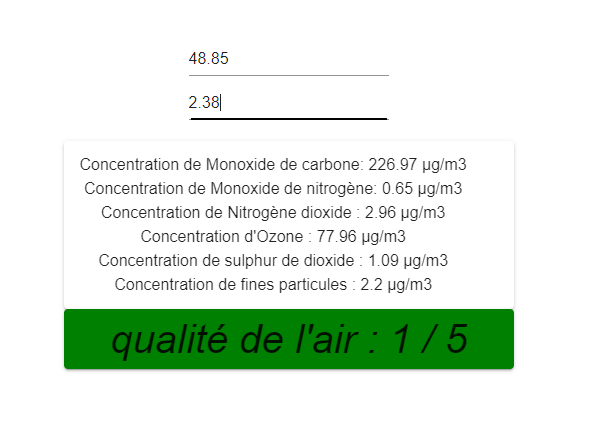 48.85
2.38
Concentration de Monoxide de carbone: 226.97 µg/m3
Concentration de Monoxide de nitrogène: 0.65 µg/m3
Concentration de Nitrogène dioxide : 2.96 µg/m3
Concentration d'Ozone : 77.96 µg/m3
Concentration de sulphur de dioxide : 1.09 µg/m3
Concentration de fines particules : 2.2 µg/m3
qualité de l'air : 1 / 5